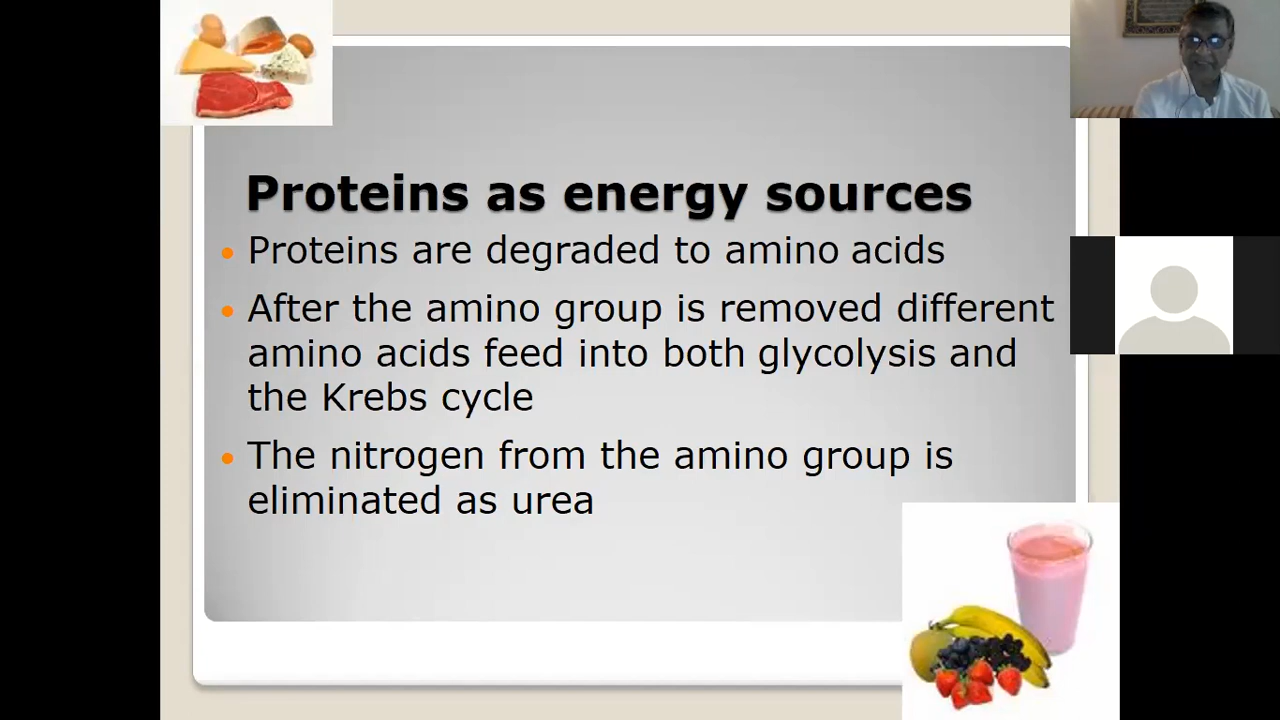 Proteins as energy sources
Proteins are degraded to amino acids
After the amino group is removed different
amino acids feed into both glycolysis and
the Krebs cycle
The nitrogen from the amino group is
eliminated as urea